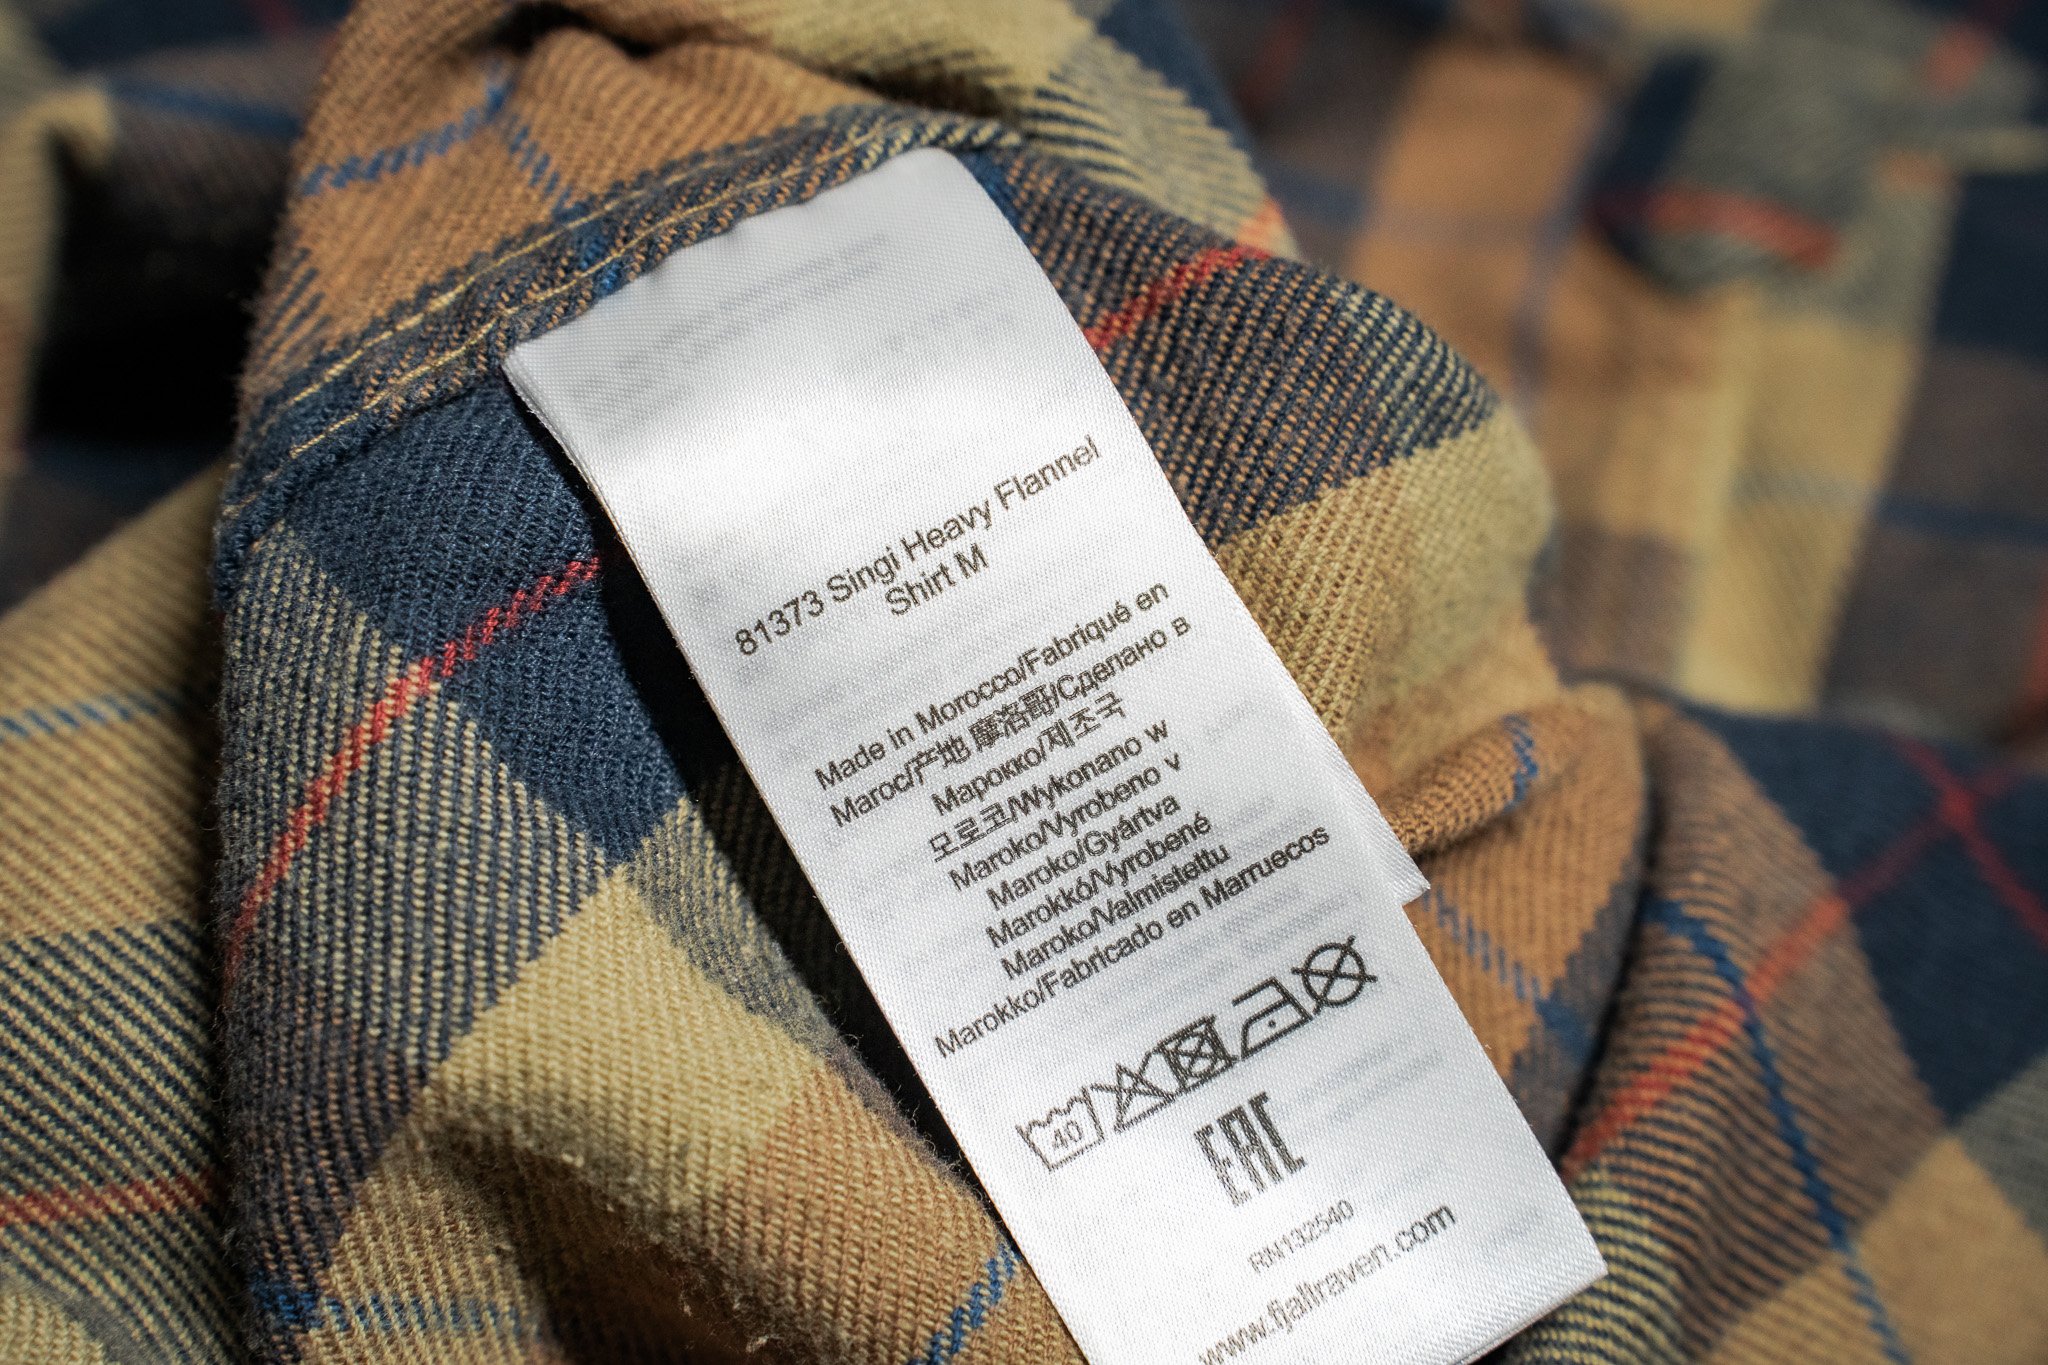 81373 Singi Heavy Flannel
Shirt M
Made in Morocco/Fabriqué en
Maroc/产地 摩洛哥/Сделано в
Марокко/제조국
모로코/Wykonano w
Maroko/Vyrobeno v
Maroko/Gyártva
Marokkó/Vyrobené
Maroko/Valmistettu
Marokko/Fabricado en Marruecos
40
EAC
RN132540
www.fjallraven.com